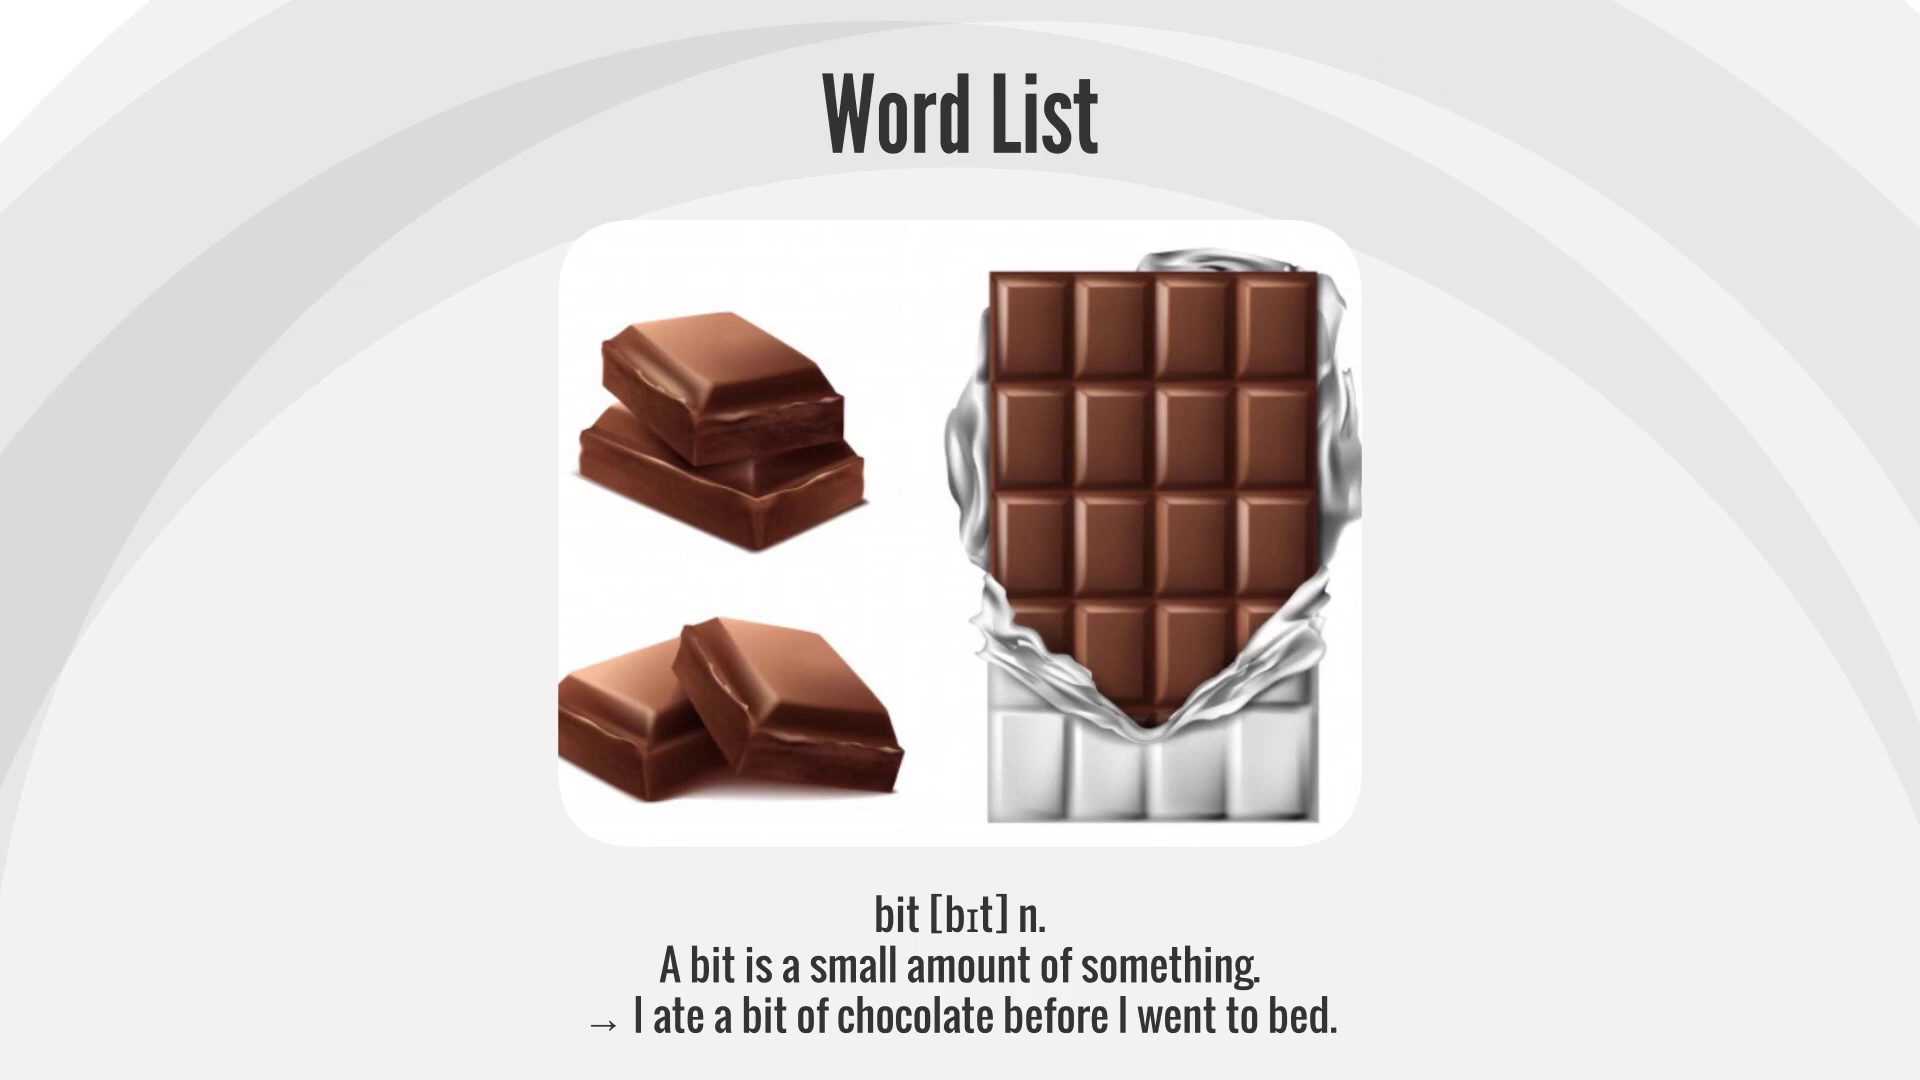 Word List
bit [bɪt] n.
A bit is a small amount of something.
→ I ate a bit of chocolate before I went to bed.